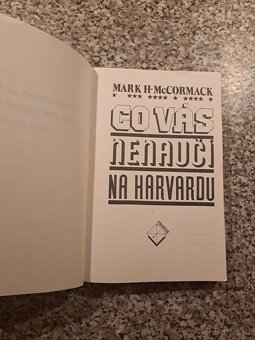 MARK H·McCORMACK
CO VÁS
NENAUČÍ
NA HARVARDU